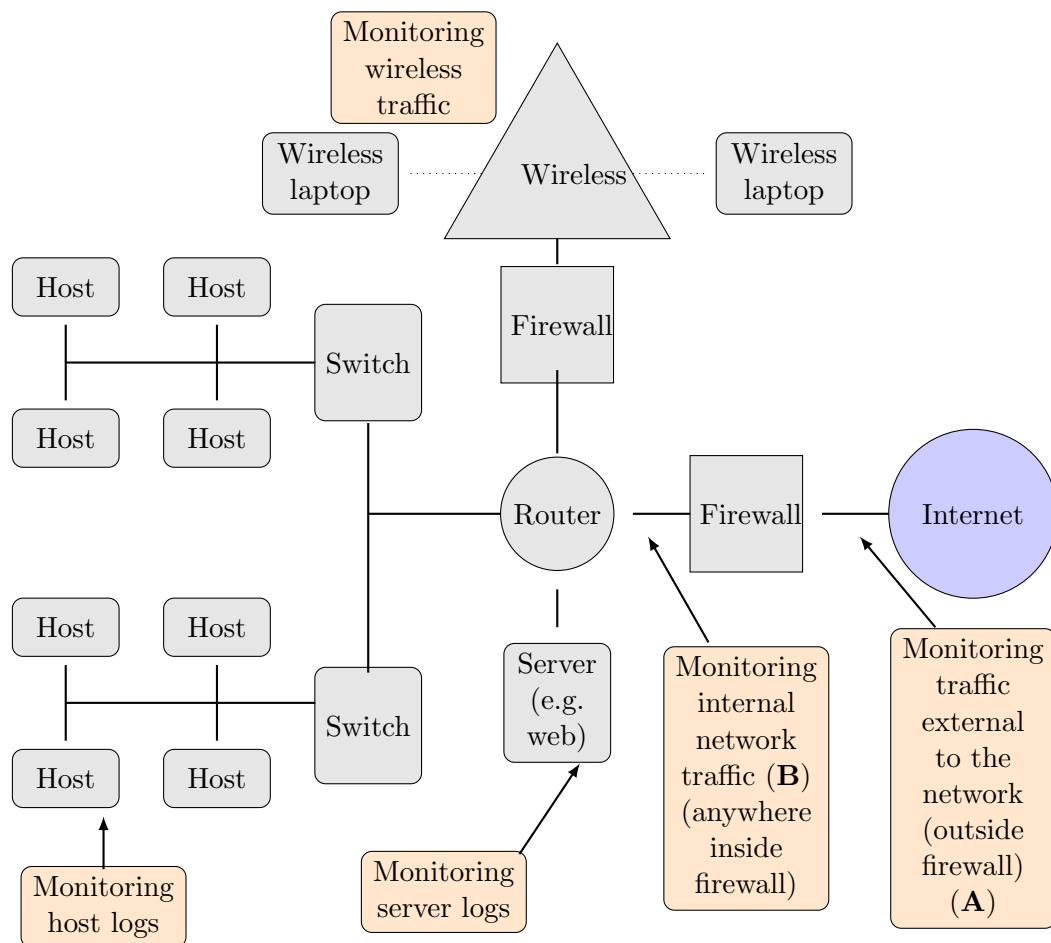 Monitoring
wireless
traffic
Wireless
laptop
Wireless
Wireless
laptop
Host
Host
Firewall
Switch
Host
Host
Router
Firewall
Internet
Host
Host
Switch
Host
Host
Server
(e.g.
web)
Monitoring
internal
network
traffic (B)
(anywhere
inside
firewall)
Monitoring
traffic
external
to the
network
(outside
firewall)
(A)
Monitoring
host logs
Monitoring
server logs